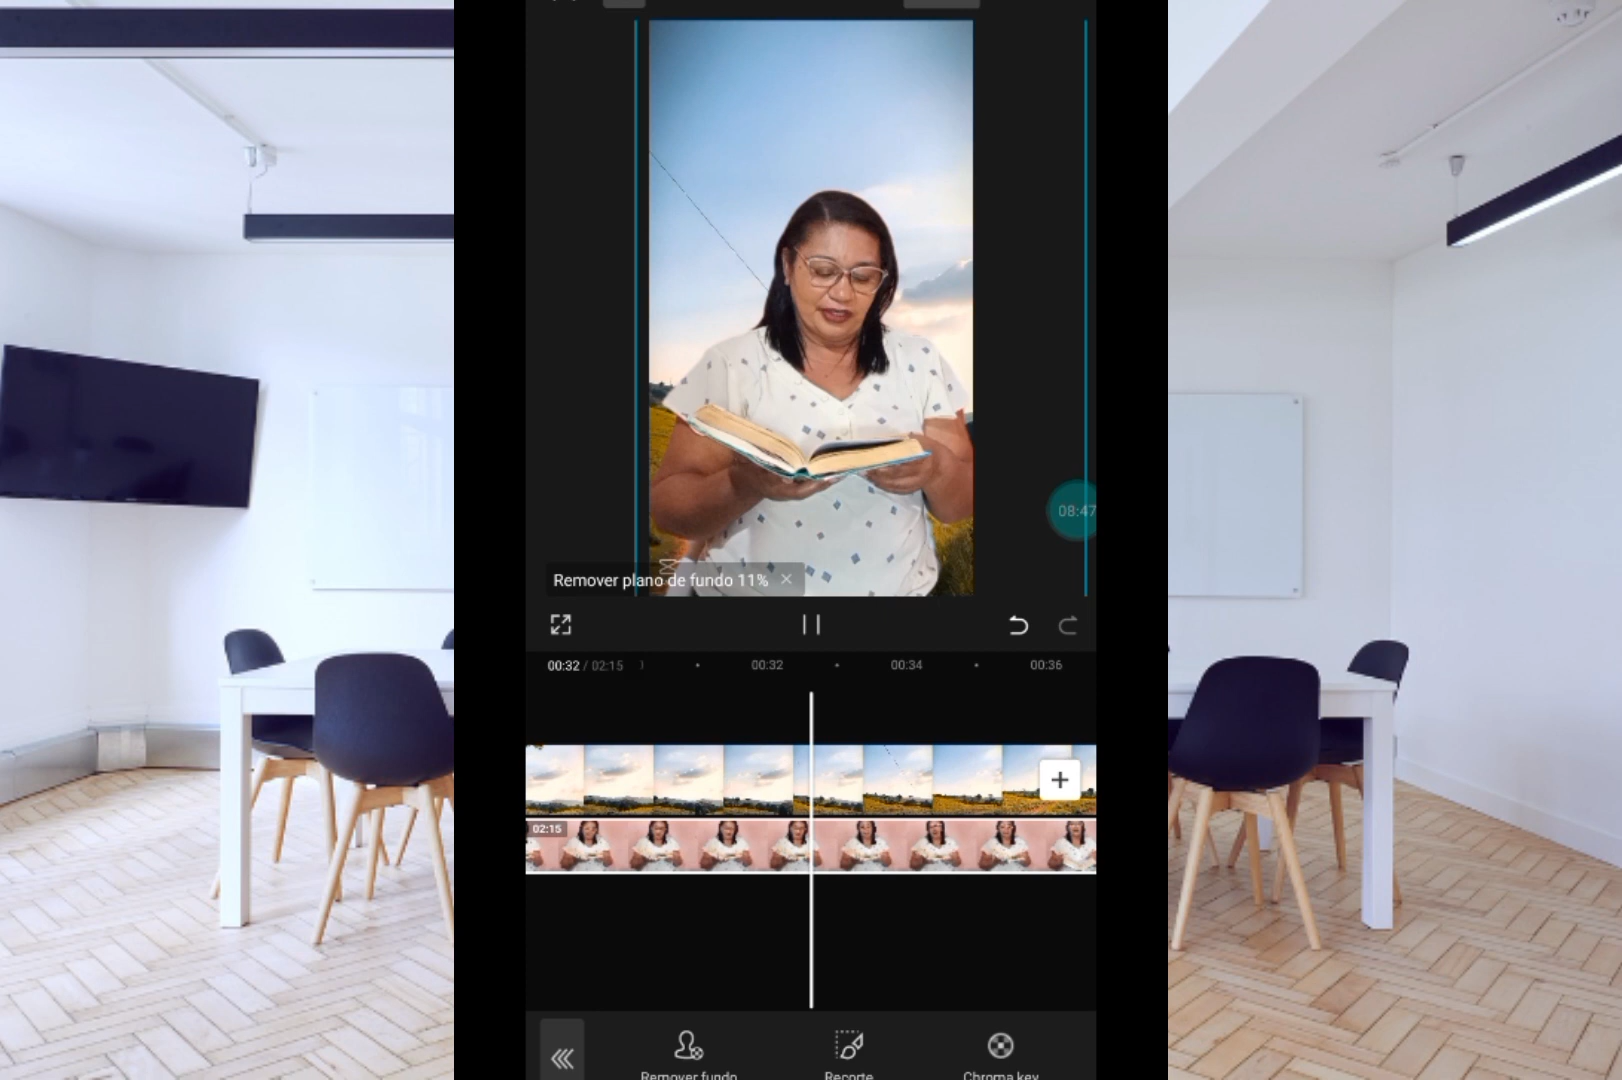 08:47
Remover plano de fundo 11%
00:32 / 02:15
00:32
00:34
00:36
02:15
Remover fundo
Recorte
Chroma key